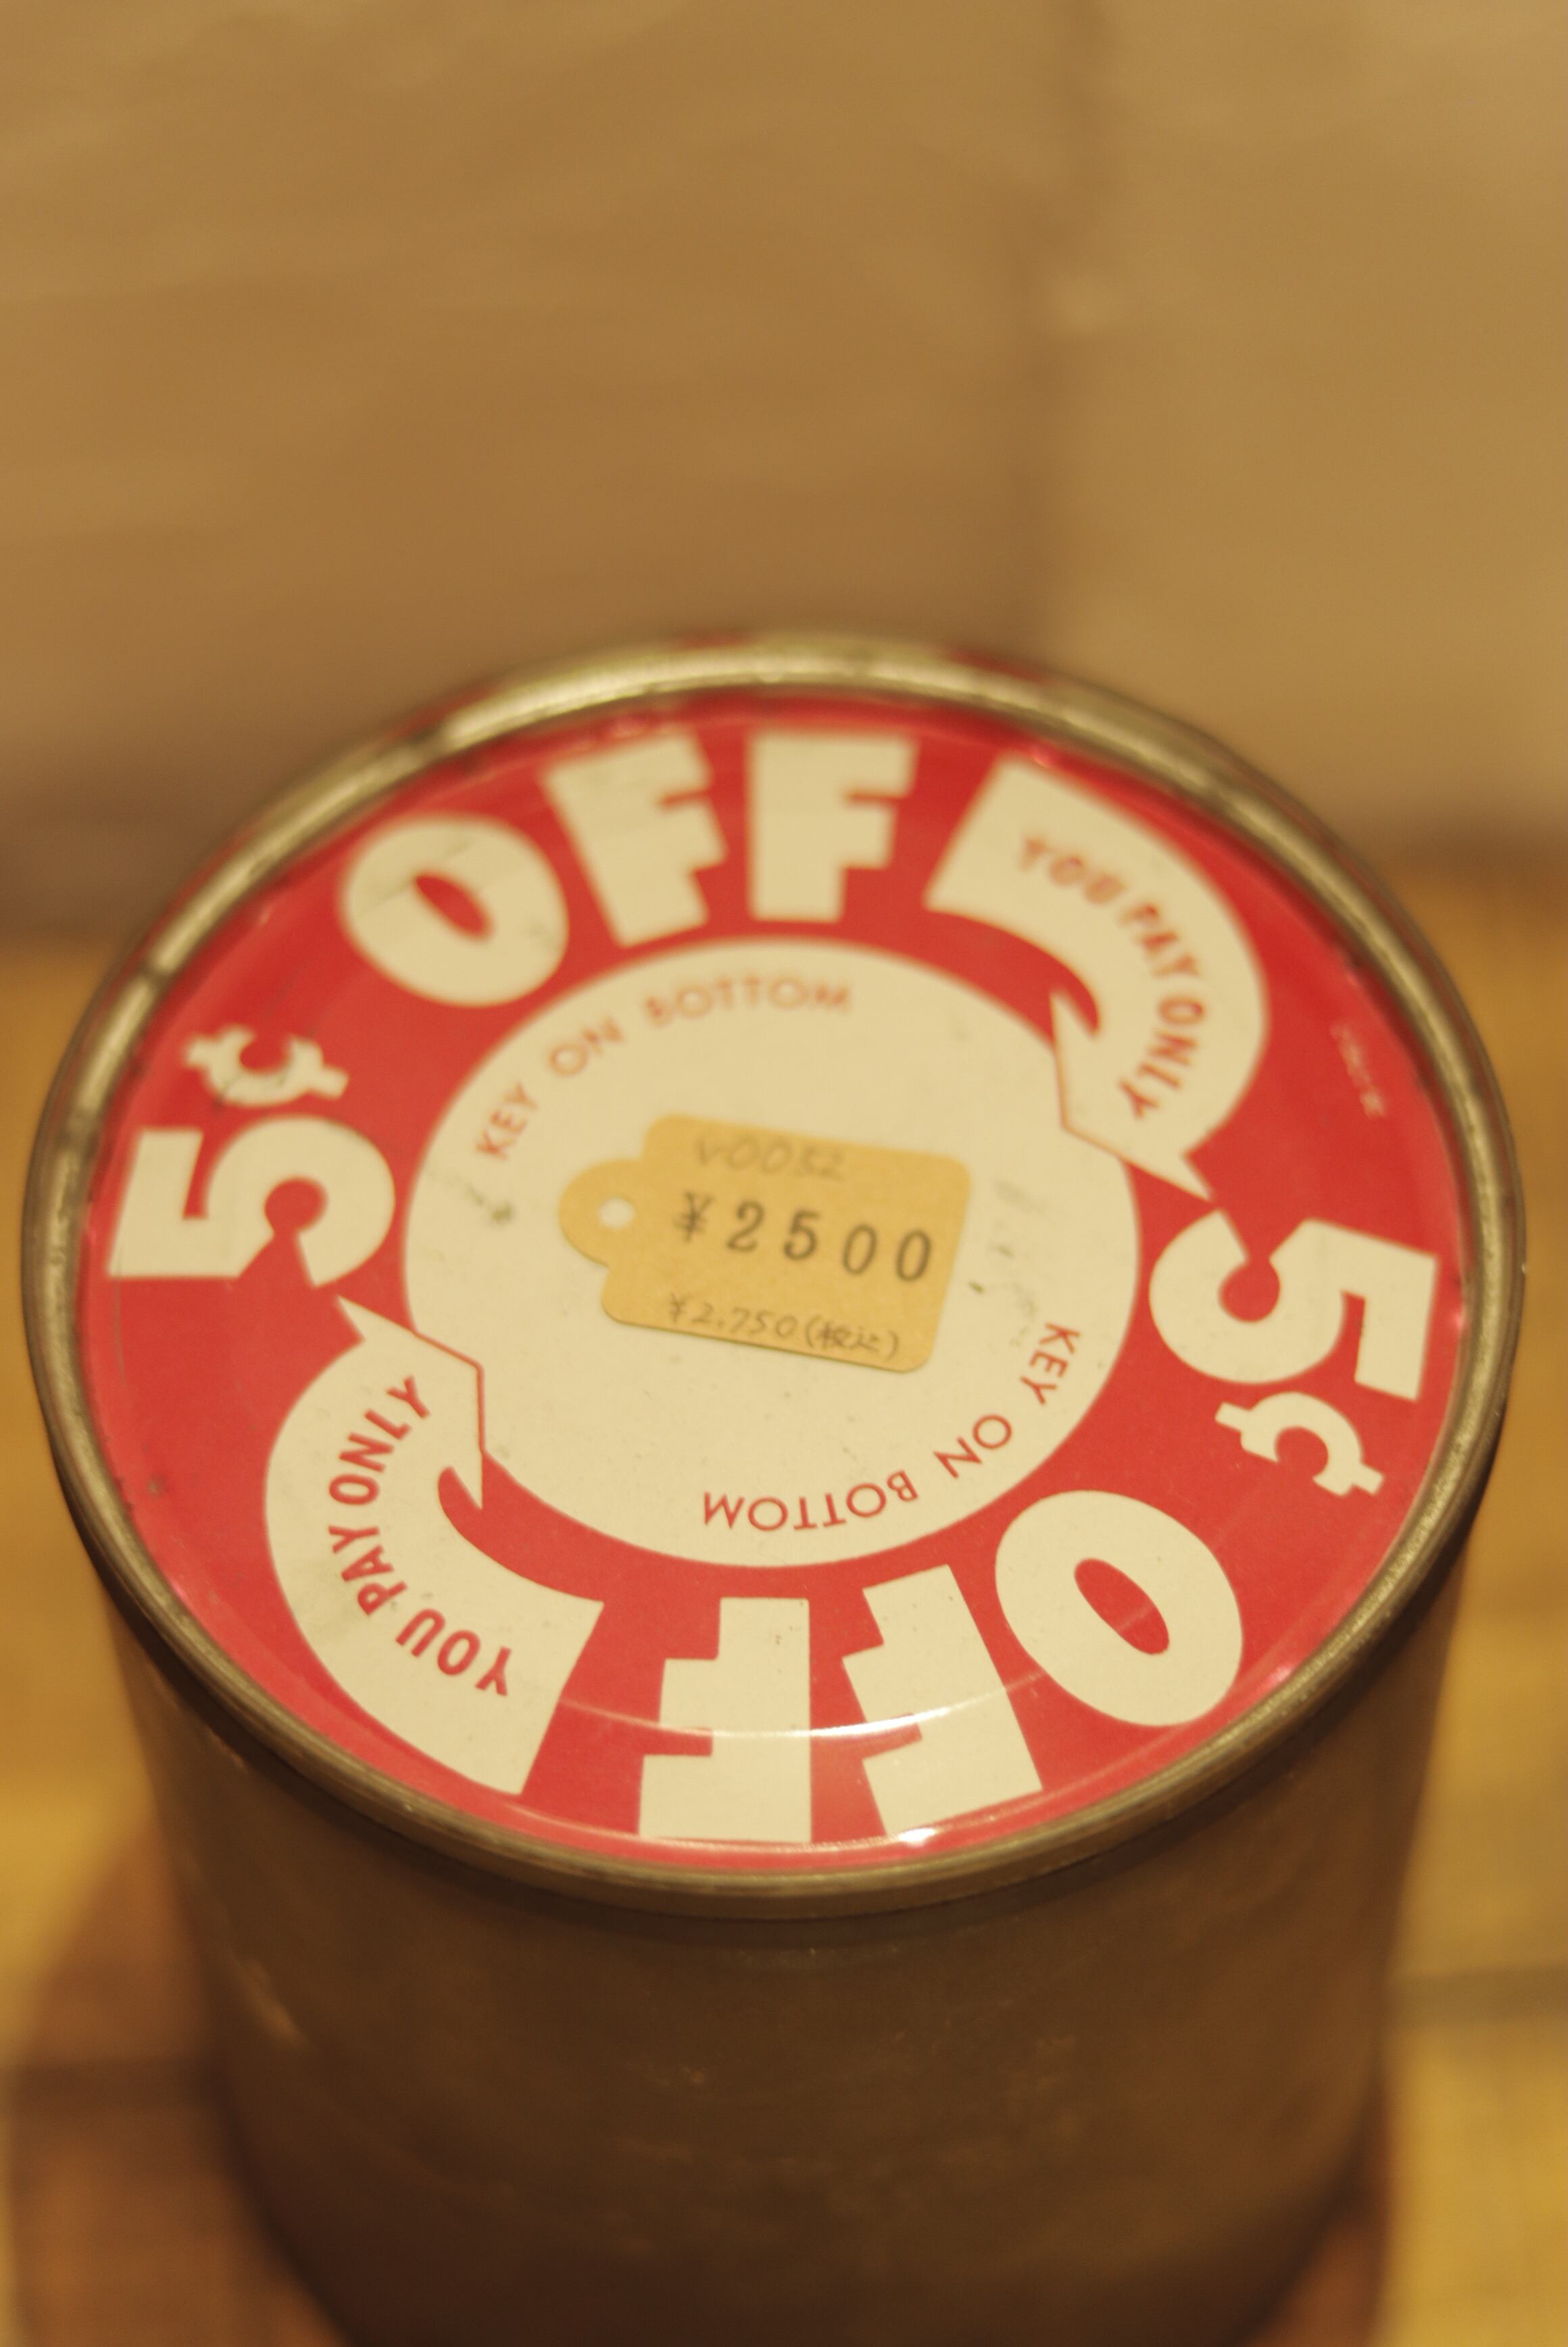 5¢ OFF
YOU PAY ONLY
KEY ON BOTTOM
V0032
¥2500
¥2,750(税込)
KEY ON BOTTOM
5¢ OFF
YOU PAY ONLY